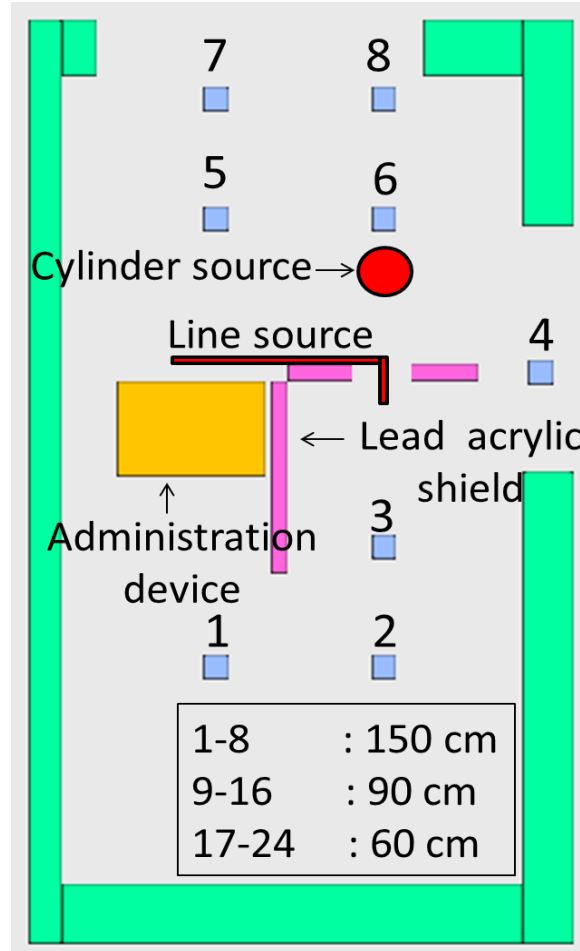 7 8
5 6
Cylinder source
Line source
4
Lead acrylic
shield
3
Administration
device
1 2
1-8 : 150 cm
9-16 : 90 cm
17-24 : 60 cm